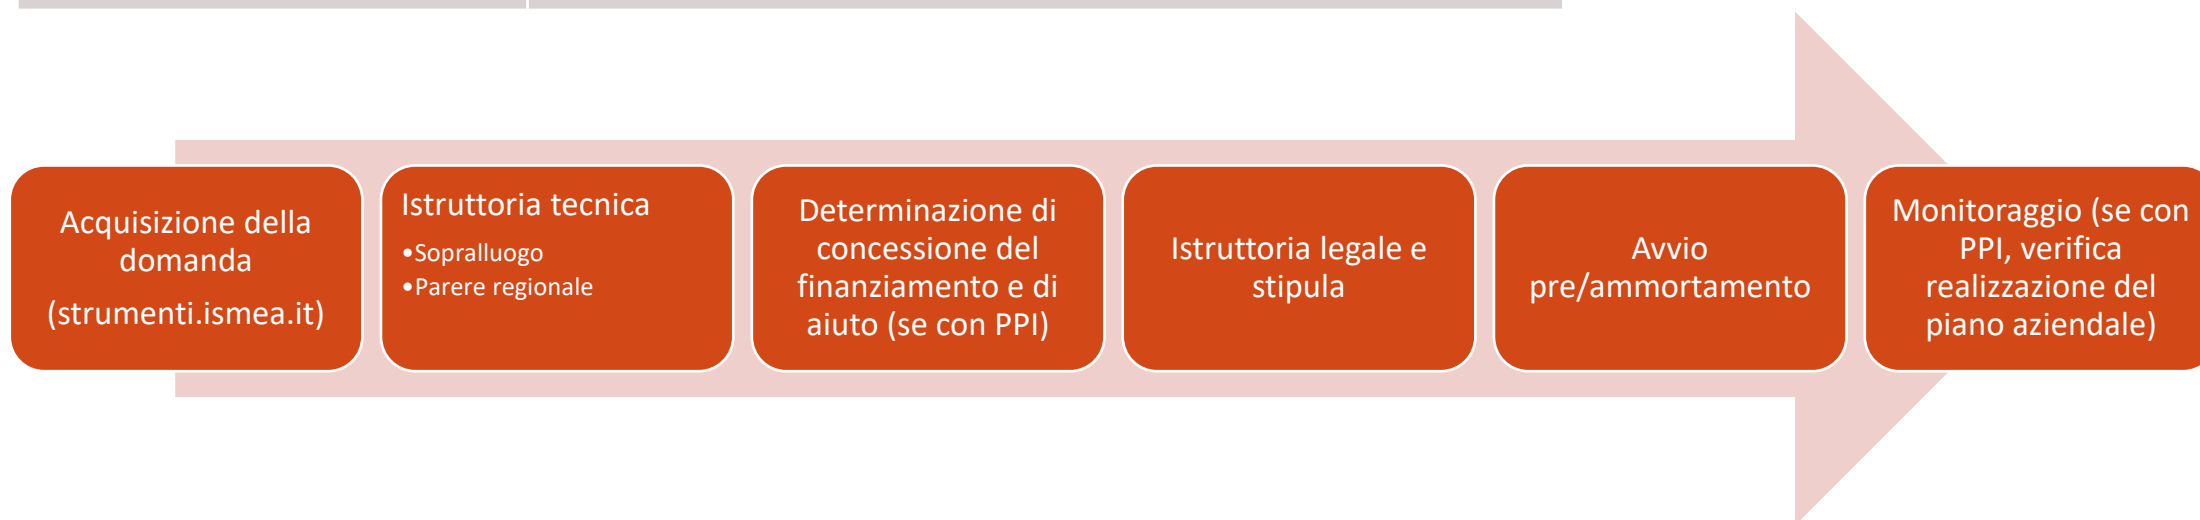 Acquisizione della
domanda
(strumenti.ismea.it)
Istruttoria tecnica
•Sopralluogo
•Parere regionale
Determinazione di
concessione del
finanziamento e di
aiuto (se con PPI)
Istruttoria legale e
stipula
Avvio
pre/ammortamento
Monitoraggio (se con
PPI, verifica
realizzazione del
piano aziendale)